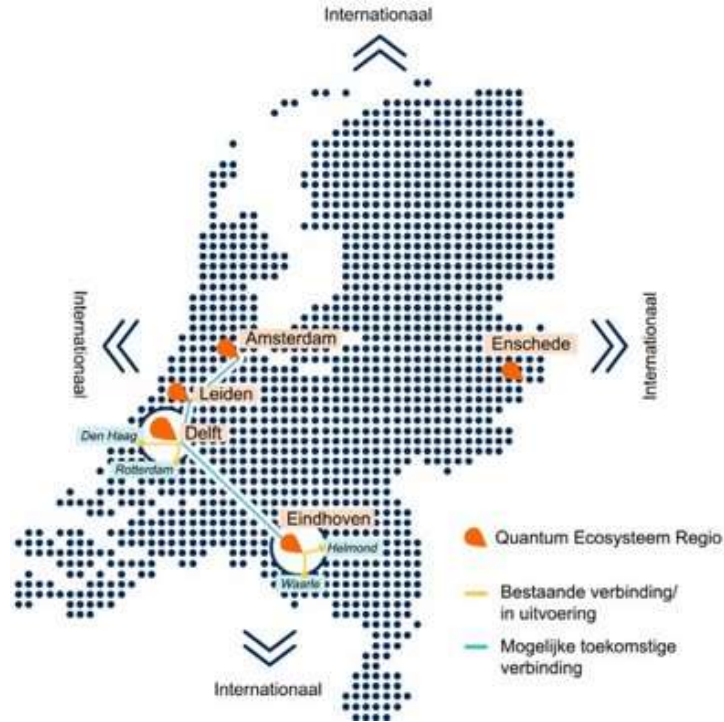 Internationaal
Internationaal
Internationaal
Amsterdam
Enschede
Leiden
Delft
Den Haag
Rotterdam
Eindhoven
Helmond
Waarle
Internationaal
Quantum Ecosysteem Regio
Bestaande verbinding/
in uitvoering
Mogelijke toekomstige
verbinding